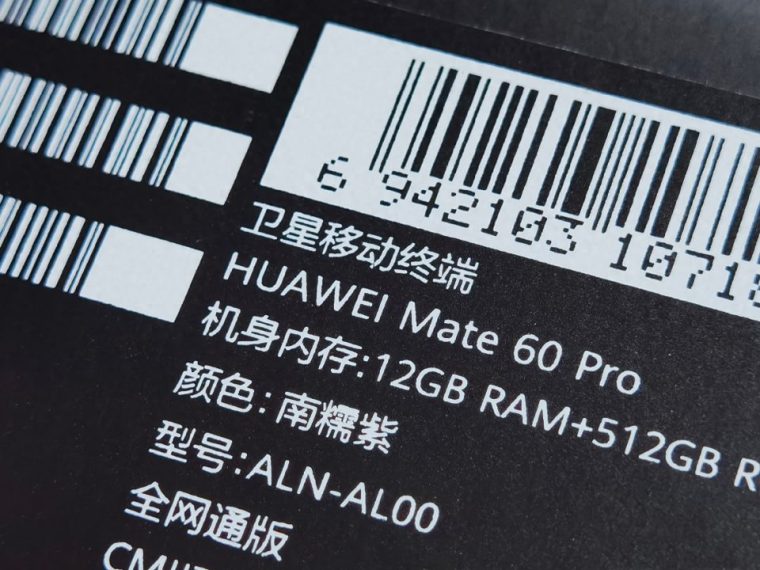 6 942103 10718
卫星移动终端
HUAWEI Mate 60 Pro
机身内存:12GB RAM+512GB R
颜色:南糯紫
型号:ALN-AL00
全网通版